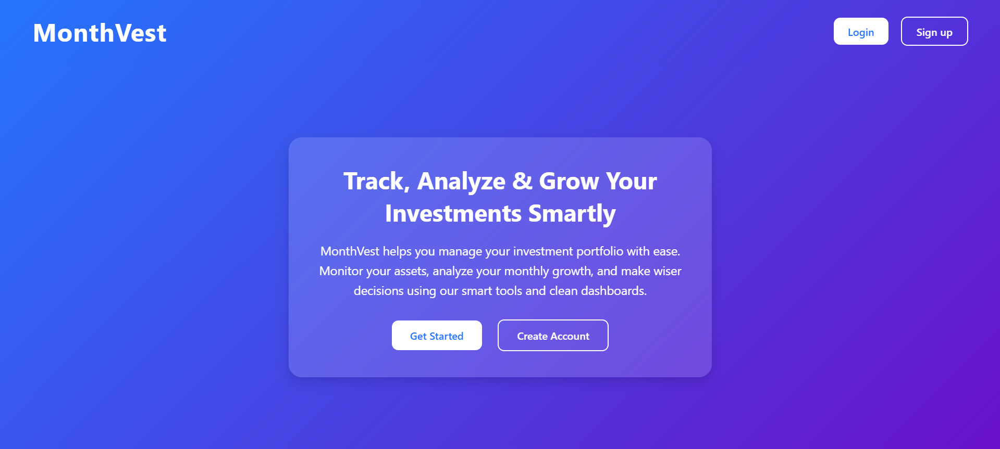 MonthVest
Login
Sign up
Track, Analyze & Grow Your
Investments Smartly
MonthVest helps you manage your investment portfolio with ease.
Monitor your assets, analyze your monthly growth, and make wiser
decisions using our smart tools and clean dashboards.
Get Started
Create Account